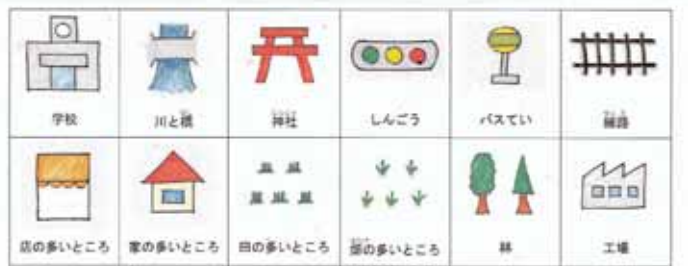 学校
川と橋
神社
しんごう
バスてい
線路
店の多いところ
家の多いところ
田の多いところ
畑の多いところ
林
工場